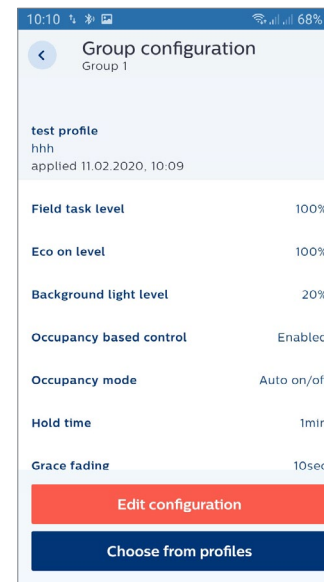 10:10 68%
Group configuration
Group 1
test profile
hhh
applied 11.02.2020, 10:09
Field task level 100%
Eco on level 100%
Background light level 20%
Occupancy based control Enabled
Occupancy mode Auto on/of
Hold time 1min
Grace fading 10sec
Edit configuration
Choose from profiles